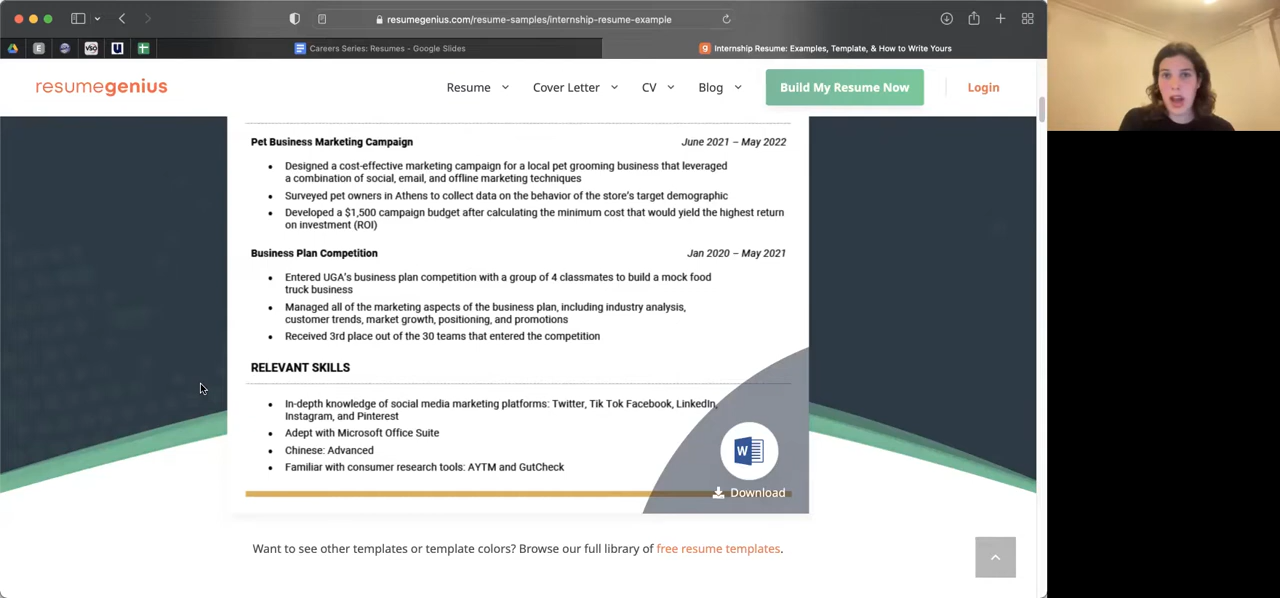 resumegenius.com/resume-samples/internship-resume-example
Careers Series: Resumes - Google Slides
Internship Resume: Examples, Template, & How to Write Yours
resumegenius
Resume
Cover Letter
CV
Blog
Build My Resume Now
Login
Pet Business Marketing Campaign
June 2021 – May 2022
• Designed a cost-effective marketing campaign for a local pet grooming business that leveraged
a combination of social, email, and offline marketing techniques
• Surveyed pet owners in Athens to collect data on the behavior of the store's target demographic
• Developed a $1,500 campaign budget after calculating the minimum cost that would yield the highest return
on investment (ROI)
Business Plan Competition
Jan 2020 – May 2021
• Entered UGA's business plan competition with a group of 4 classmates to build a mock food
truck business
• Managed all of the marketing aspects of the business plan, including industry analysis,
customer trends, market growth, positioning, and promotions
• Received 3rd place out of the 30 teams that entered the competition
RELEVANT SKILLS
• In-depth knowledge of social media marketing platforms: Twitter, Tik Tok Facebook, LinkedIn,
Instagram, and Pinterest
• Adept with Microsoft Office Suite
• Chinese: Advanced
• Familiar with consumer research tools: AYTM and GutCheck
W
Download
Want to see other templates or template colors? Browse our full library of free resume templates.